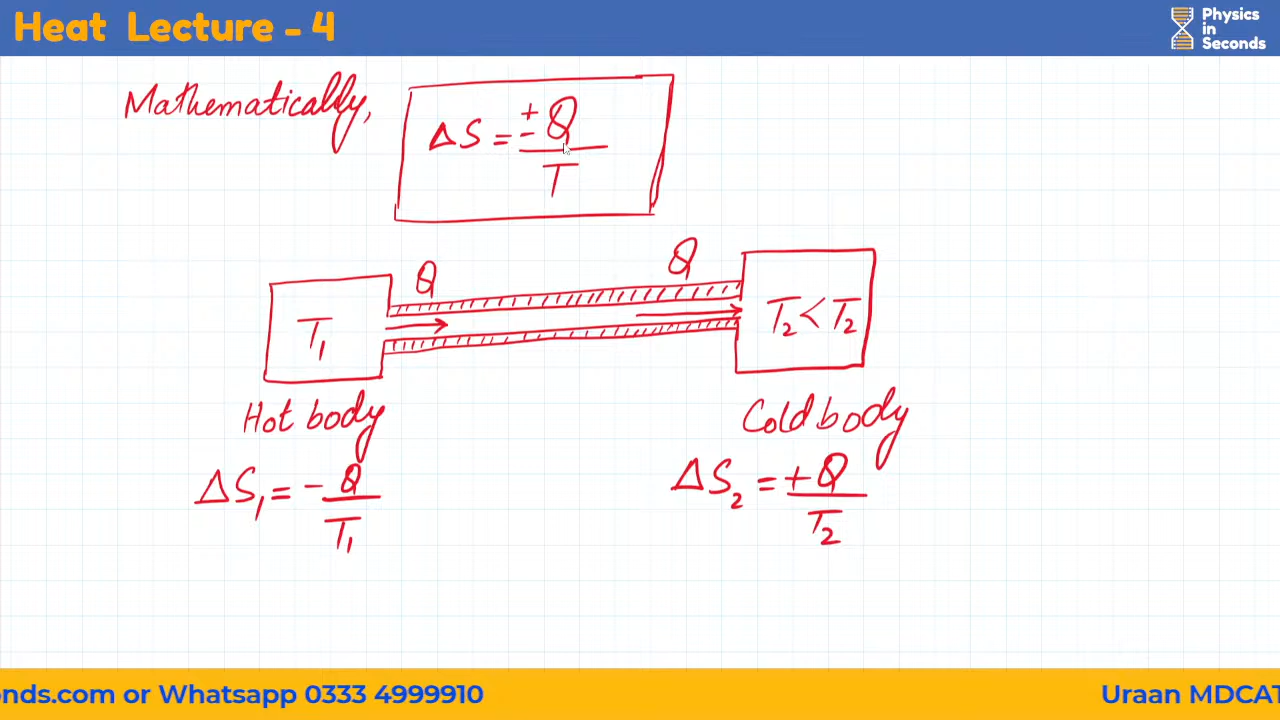 Heat Lecture - 4
Physics
in
Seconds
Mathematically,
ΔS = ±Q/T
Q
Q
T₁
T₂ < T₂
Hot body
Cold body
ΔS₁ = - Q/T₁
ΔS₂ = +Q/T₂
nds.com or Whatsapp 0333 4999910
Uraan MDCAT